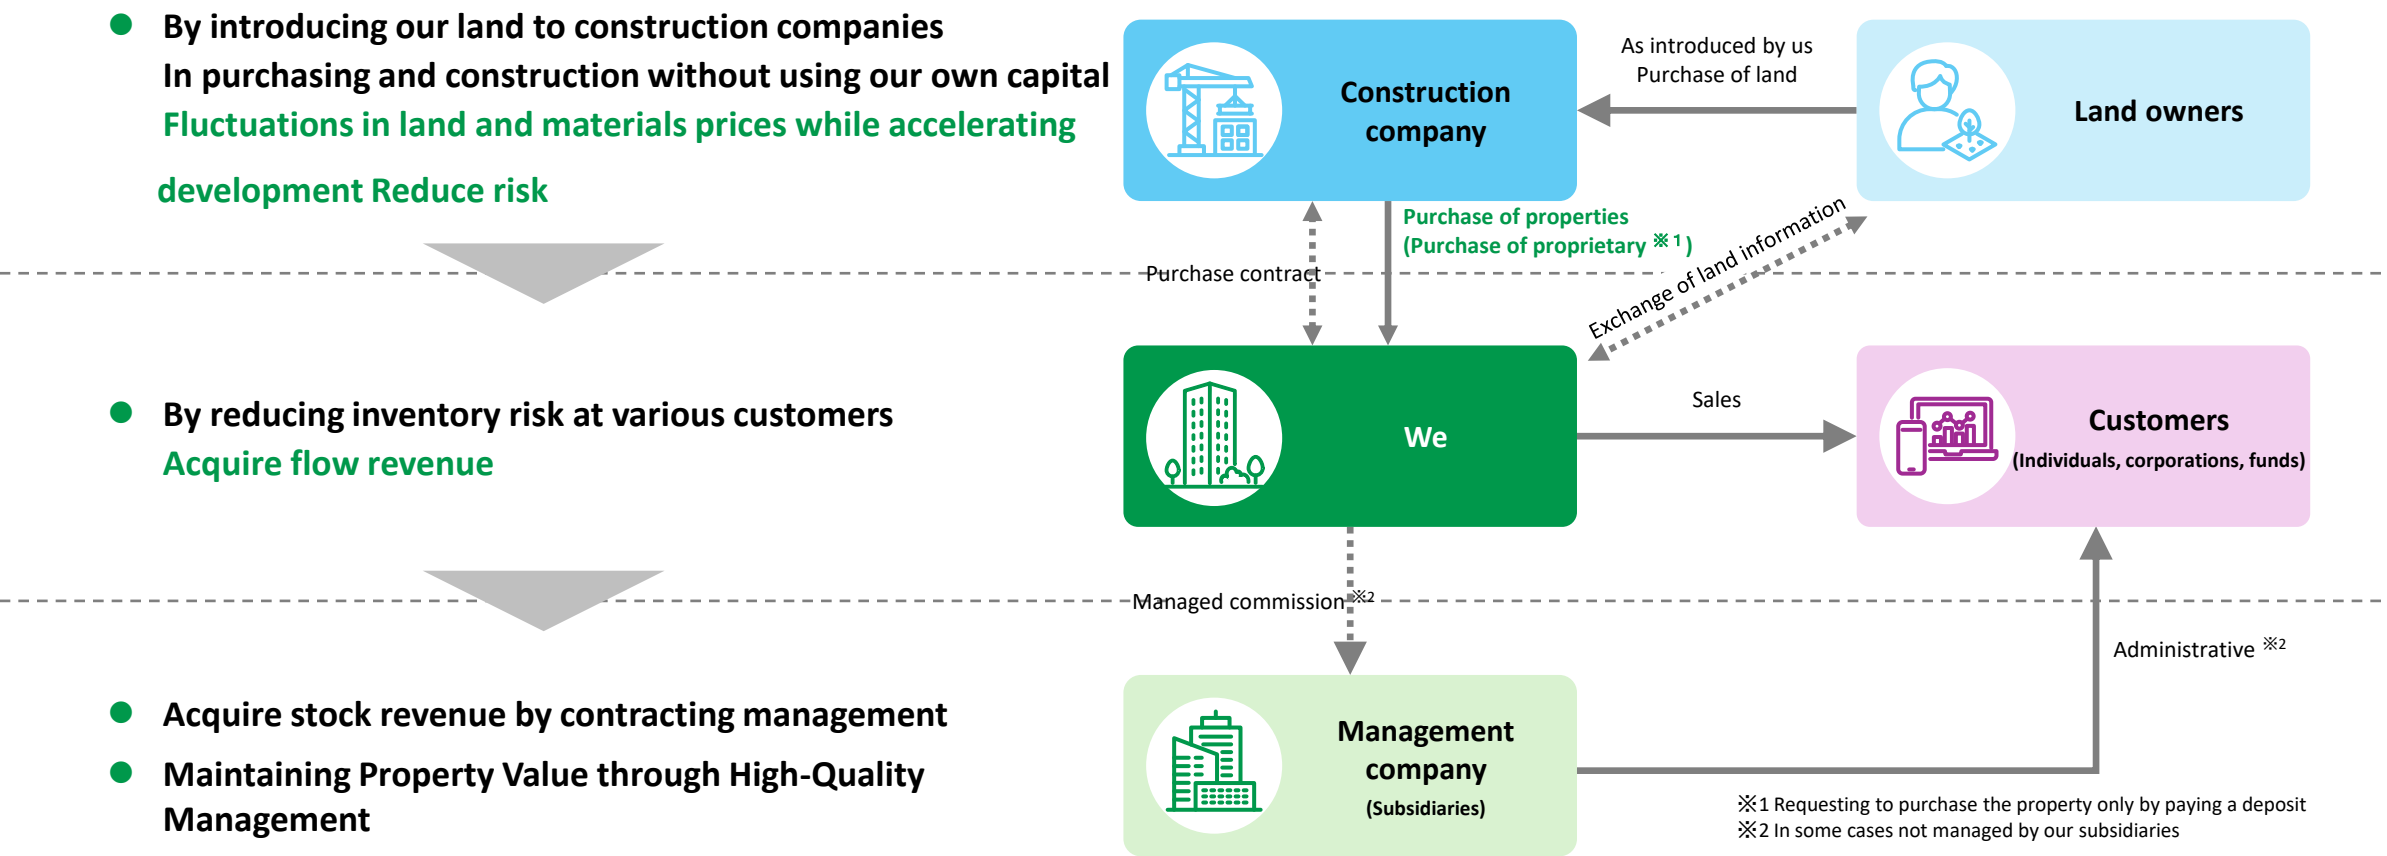 By introducing our land to construction companies
In purchasing and construction without using our own capital
Fluctuations in land and materials prices while accelerating
development Reduce risk
As introduced by us
Purchase of land
Construction
company
Land owners
Purchase of properties
(Purchase of proprietary ※1)
Purchase contract
Exchange of land information
By reducing inventory risk at various customers
Acquire flow revenue
We
Sales
Customers
(Individuals, corporations, funds)
Managed commission ※2
Administrative ※2
Acquire stock revenue by contracting management
Maintaining Property Value through High-Quality
Management
Management
company
(Subsidiaries)
※1 Requesting to purchase the property only by paying a deposit
※2 In some cases not managed by our subsidiaries